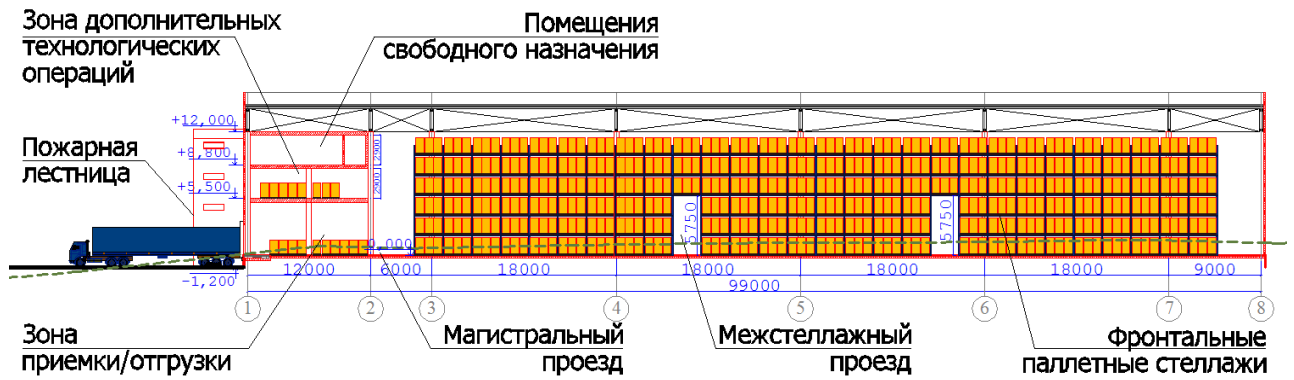 Зона дополнительных
технологических
операций
Помещения
свободного назначения
+12,000
Пожарная
лестница
+8,800
2900
+5,500
2900
5750
5750
0,000
12000
6000
18000
18000
18000
18000
9000
-1,200
99000
1
2
3
4
5
6
7
8
Зона
приемки/отгрузки
Магистральный
проезд
Межстеллажный
проезд
Фронтальные
паллетные стеллажи